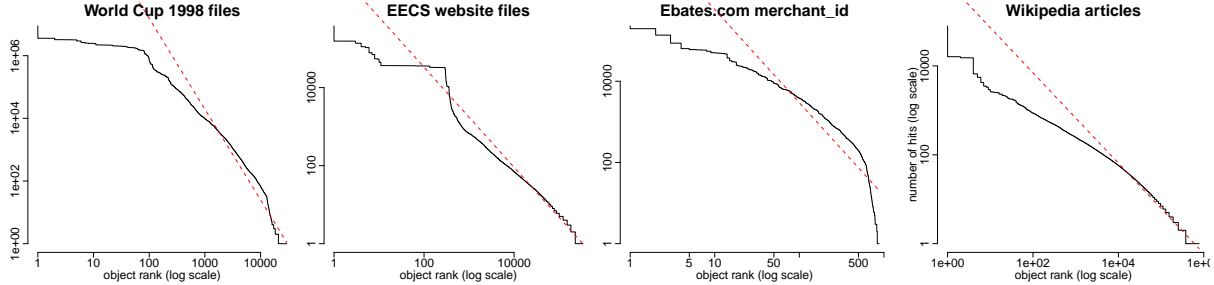 World Cup 1998 files
1e+06
1e+04
1e+02
1e+00
1 10 100 1000 10000
object rank (log scale)
EECS website files
10000
100
1
1 100 10000
object rank (log scale)
Ebates.com merchant_id
10000
100
1
1 5 10 50 500
object rank (log scale)
Wikipedia articles
number of hits (log scale)
10000
100
1
1e+00 1e+02 1e+04 1e+06
object rank (log scale)